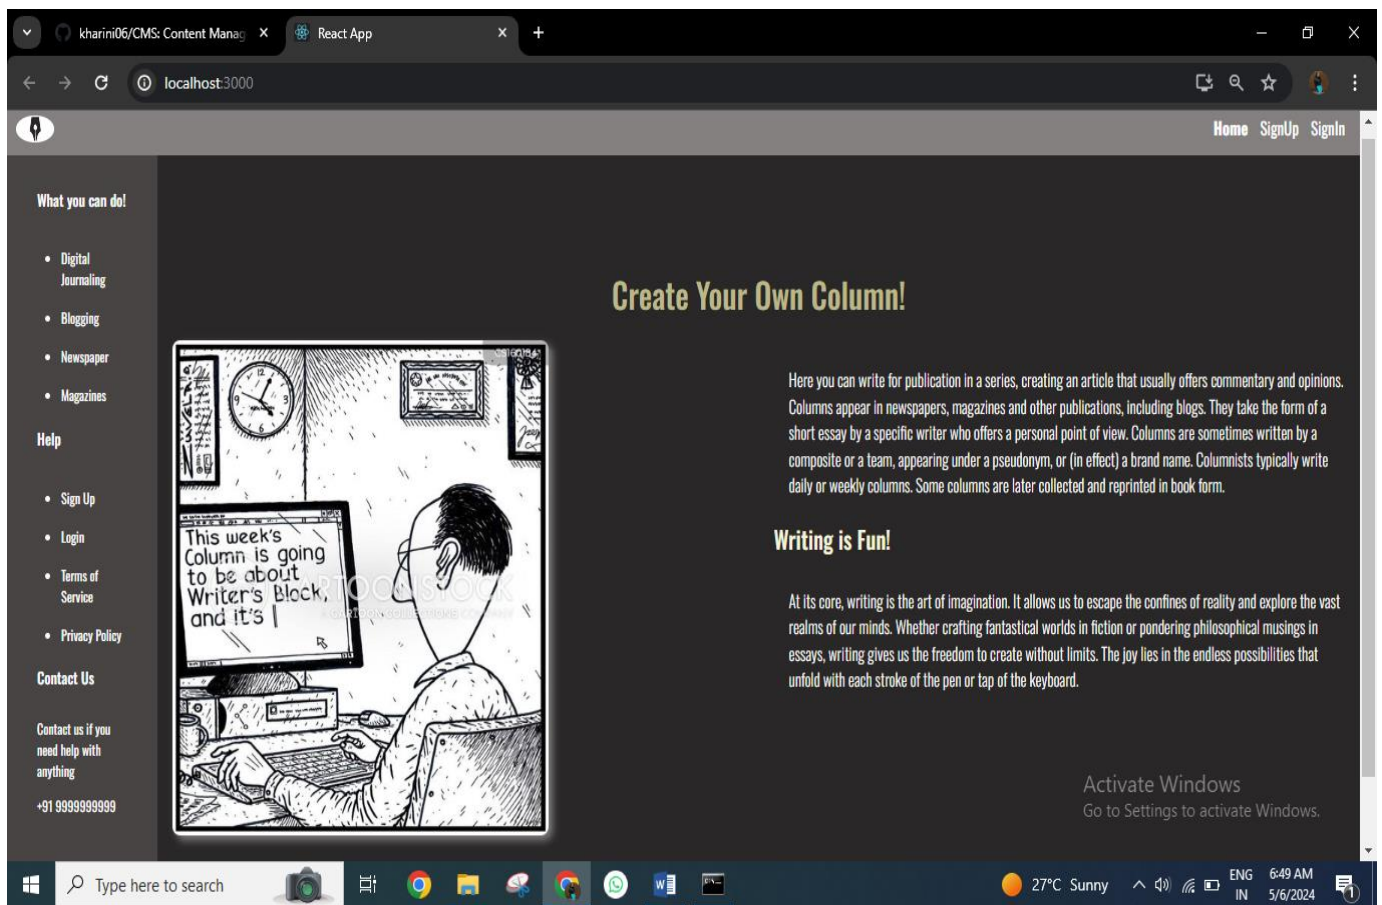 kharini06/CMS: Content Manag
React App
localhost:3000
Home SignUp SignIn
What you can do!
Digital
Journaling
Blogging
Newspaper
Magazines
Help
Sign Up
Login
Terms of
Service
Privacy Policy
Contact Us
Contact us if you
need help with
anything
+91 9999999999
Create Your Own Column!
12
3
6
9
This week's
Column is going
to be about
Writer's Block,
and it's
ARTOONSTOCK
Here you can write for publication in a series, creating an article that usually offers commentary and opinions.
Columns appear in newspapers, magazines and other publications, including blogs. They take the form of a
short essay by a specific writer who offers a personal point of view. Columns are sometimes written by a
composite or a team, appearing under a pseudonym, or (in effect) a brand name. Columnists typically write
daily or weekly columns. Some columns are later collected and reprinted in book form.
Writing is Fun!
At its core, writing is the art of imagination. It allows us to escape the confines of reality and explore the vast
realms of our minds. Whether crafting fantastical worlds in fiction or pondering philosophical musings in
essays, writing gives us the freedom to create without limits. The joy lies in the endless possibilities that
unfold with each stroke of the pen or tap of the keyboard.
Activate Windows
Go to Settings to activate Windows.
Type here to search
27°C Sunny
ENG
IN
6:49 AM
5/6/2024
1